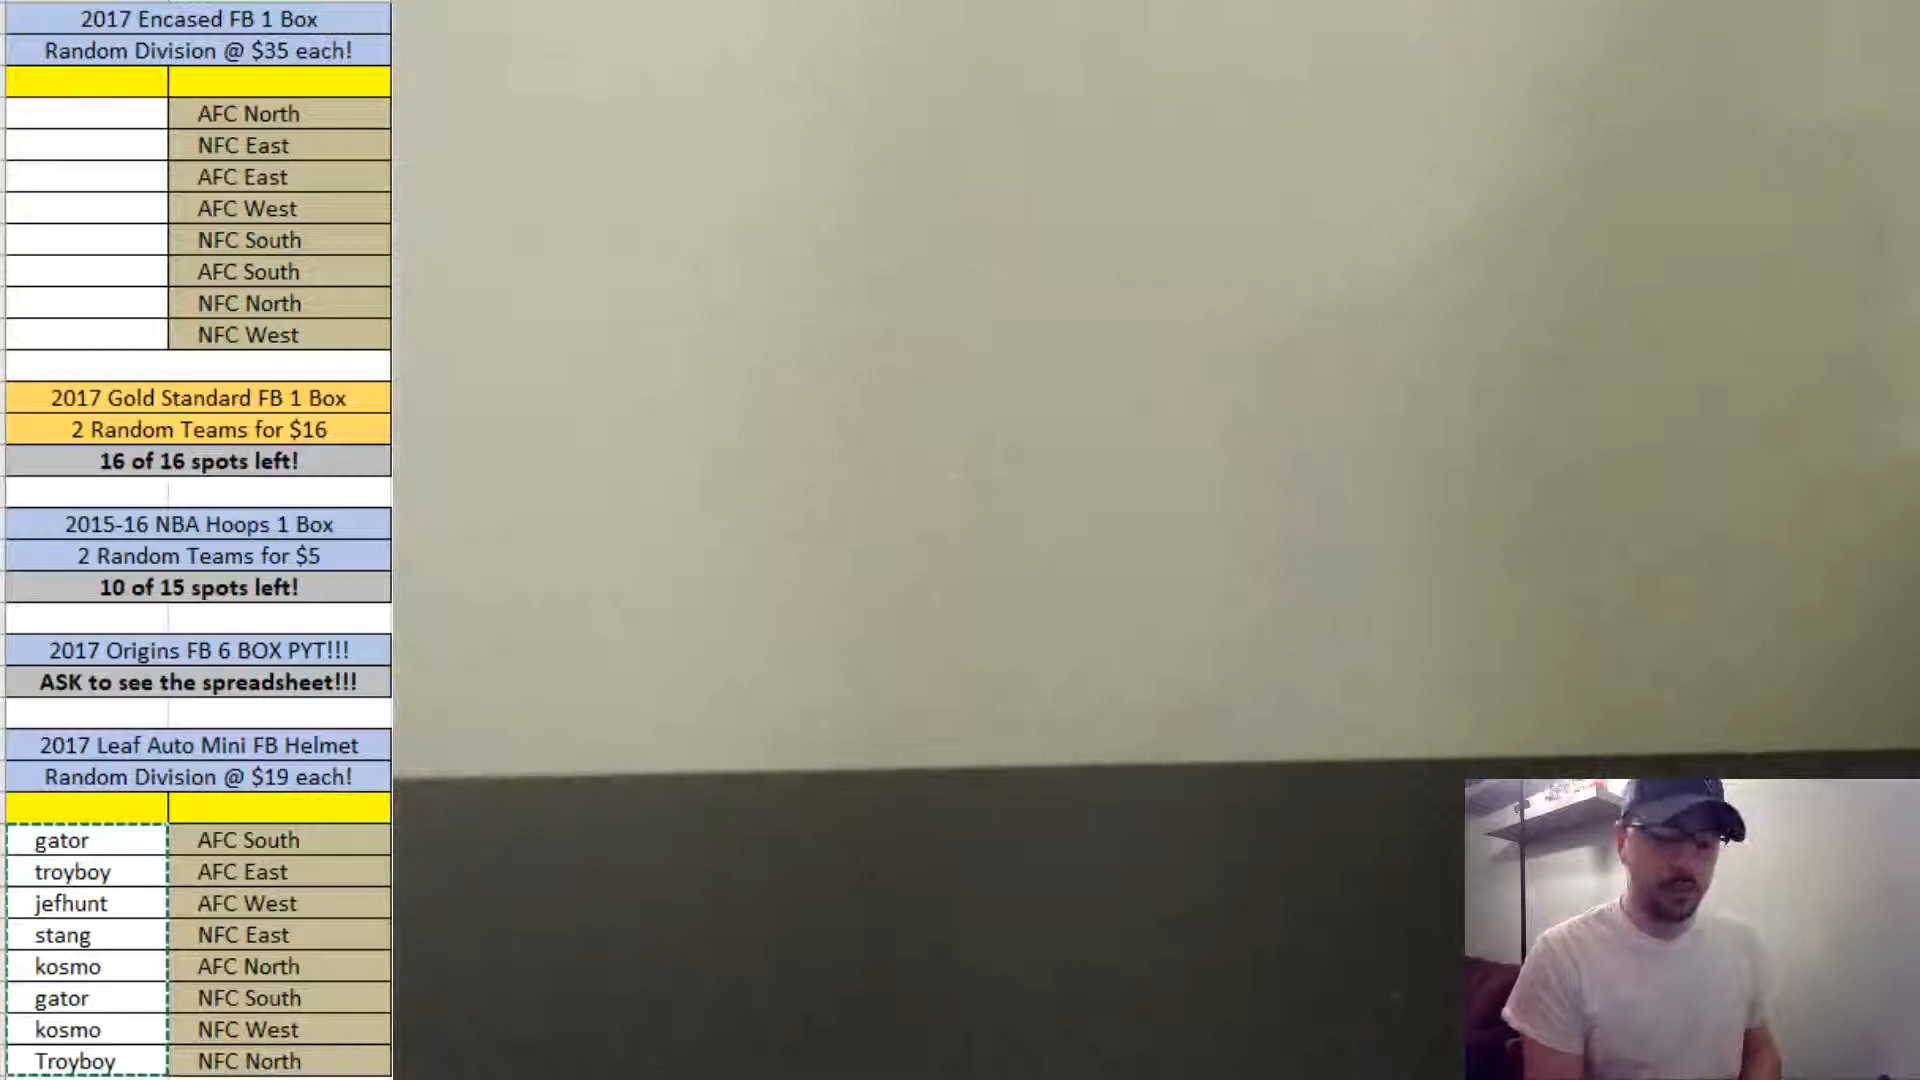 2017 Encased FB 1 Box
Random Division @ $35 each!
AFC North
NFC East
AFC East
AFC West
NFC South
AFC South
NFC North
NFC West
2017 Gold Standard FB 1 Box
2 Random Teams for $16
16 of 16 spots left!
2015-16 NBA Hoops 1 Box
2 Random Teams for $5
10 of 15 spots left!
2017 Origins FB 6 BOX PYT!!!
ASK to see the spreadsheet!!!
2017 Leaf Auto Mini FB Helmet
Random Division @ $19 each!
gator AFC South
troyboy AFC East
jefhunt AFC West
stang NFC East
kosmo AFC North
gator NFC South
kosmo NFC West
Troyboy NFC North